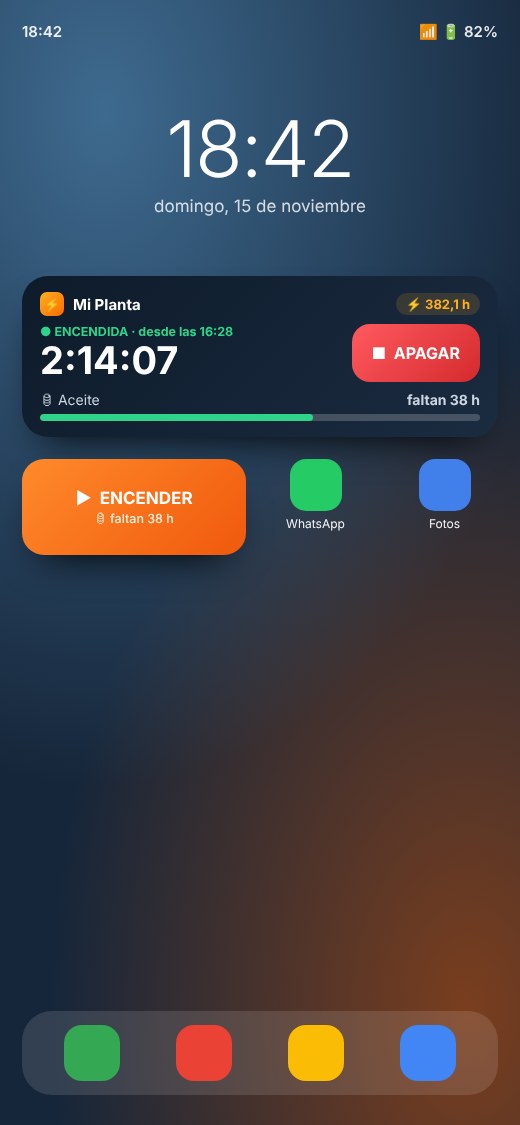 18:42
82%
18:42
domingo, 15 de noviembre
Mi Planta
382,1 h
ENCENDIDA · desde las 16:28
2:14:07
APAGAR
Aceite
faltan 38 h
ENCENDER
faltan 38 h
WhatsApp
Fotos